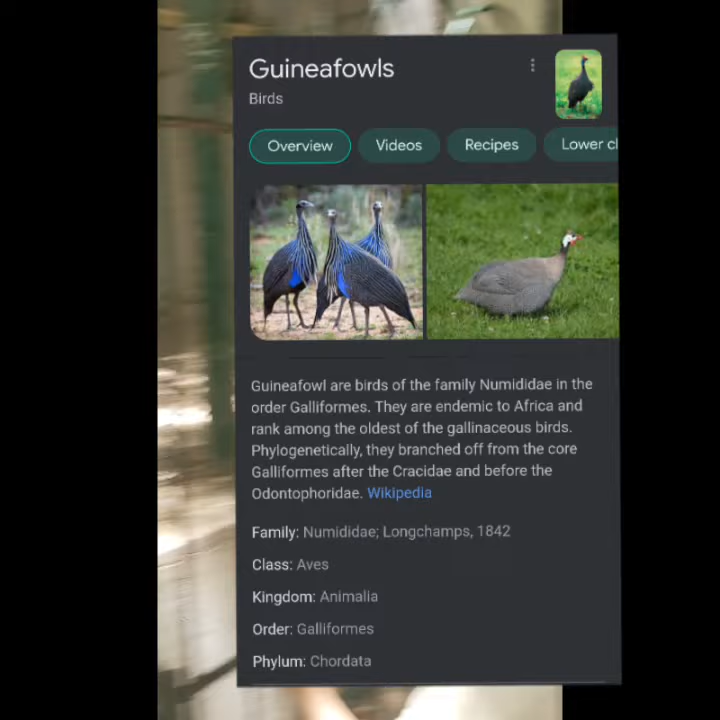 Guineafowls
Birds
Overview
Videos
Recipes
Lower cl
Guineafowl are birds of the family Numididae in the
order Galliformes. They are endemic to Africa and
rank among the oldest of the gallinaceous birds.
Phylogenetically, they branched off from the core
Galliformes after the Cracidae and before the
Odontophoridae. Wikipedia
Family: Numididae; Longchamps, 1842
Class: Aves
Kingdom: Animalia
Order: Galliformes
Phylum: Chordata